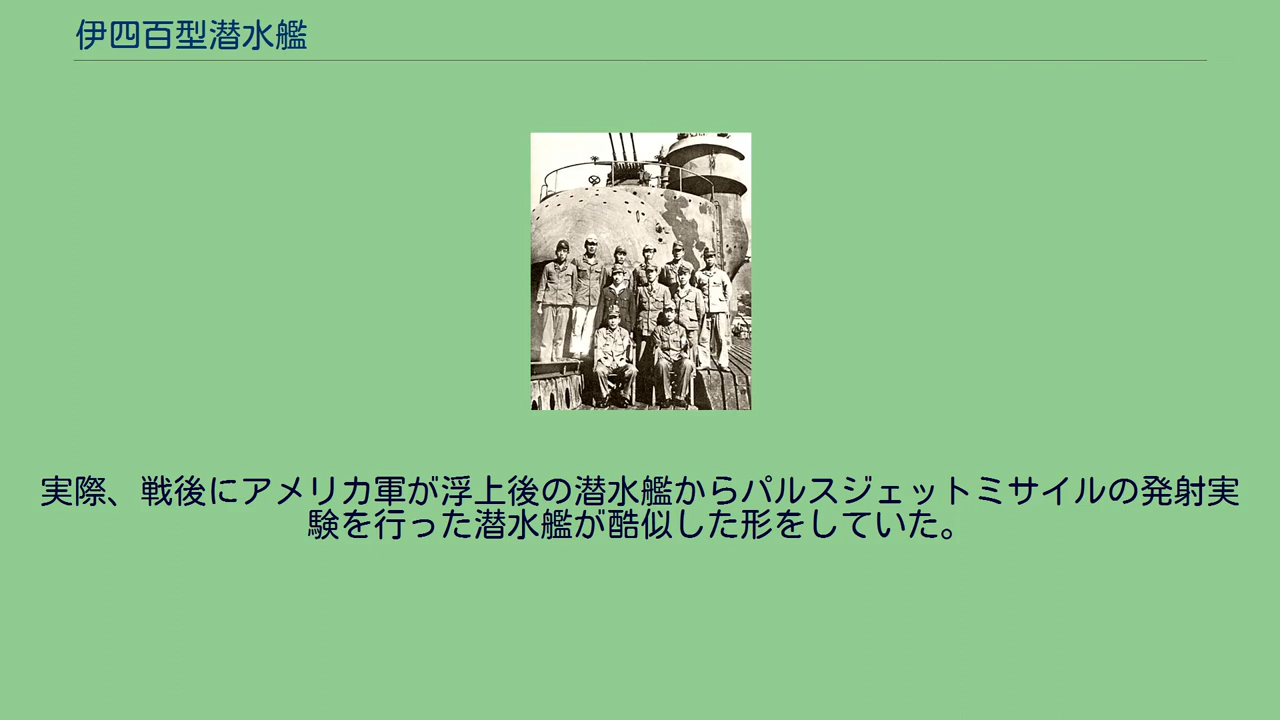 伊四百型潜水艦
実際、戦後にアメリカ軍が浮上後の潜水艦からパルスジェットミサイルの発射実
験を行った潜水艦が酷似した形をしていた。